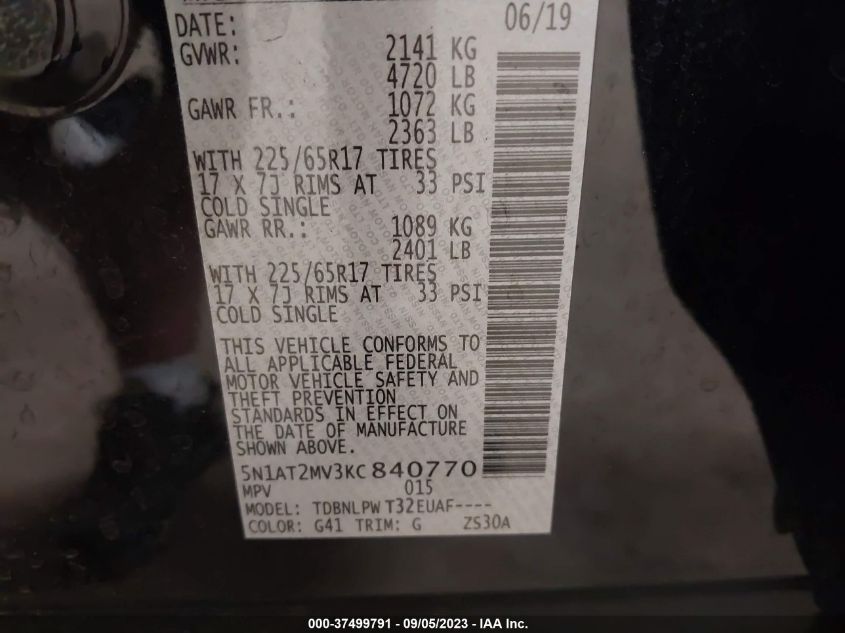 DATE: 06/19
GVWR: 2141 KG
4720 LB
GAWR FR.: 1072 KG
2363 LB
WITH 225/65R17 TIRES
17 X 7J RIMS AT 33 PSI
COLD SINGLE
GAWR RR.: 1089 KG
2401 LB
WITH 225/65R17 TIRES
17 X 7J RIMS AT 33 PSI
COLD SINGLE
THIS VEHICLE CONFORMS TO
ALL APPLICABLE FEDERAL
MOTOR VEHICLE SAFETY AND
THEFT PREVENTION
STANDARDS IN EFFECT ON
THE DATE OF MANUFACTURE
SHOWN ABOVE.
5N1AT2MV3KC840770
MPV 015
MODEL: TDBNLPW T32EUAF----
COLOR: G41 TRIM: G ZS30A
000-37499791 - 09/05/2023 - IAA Inc.